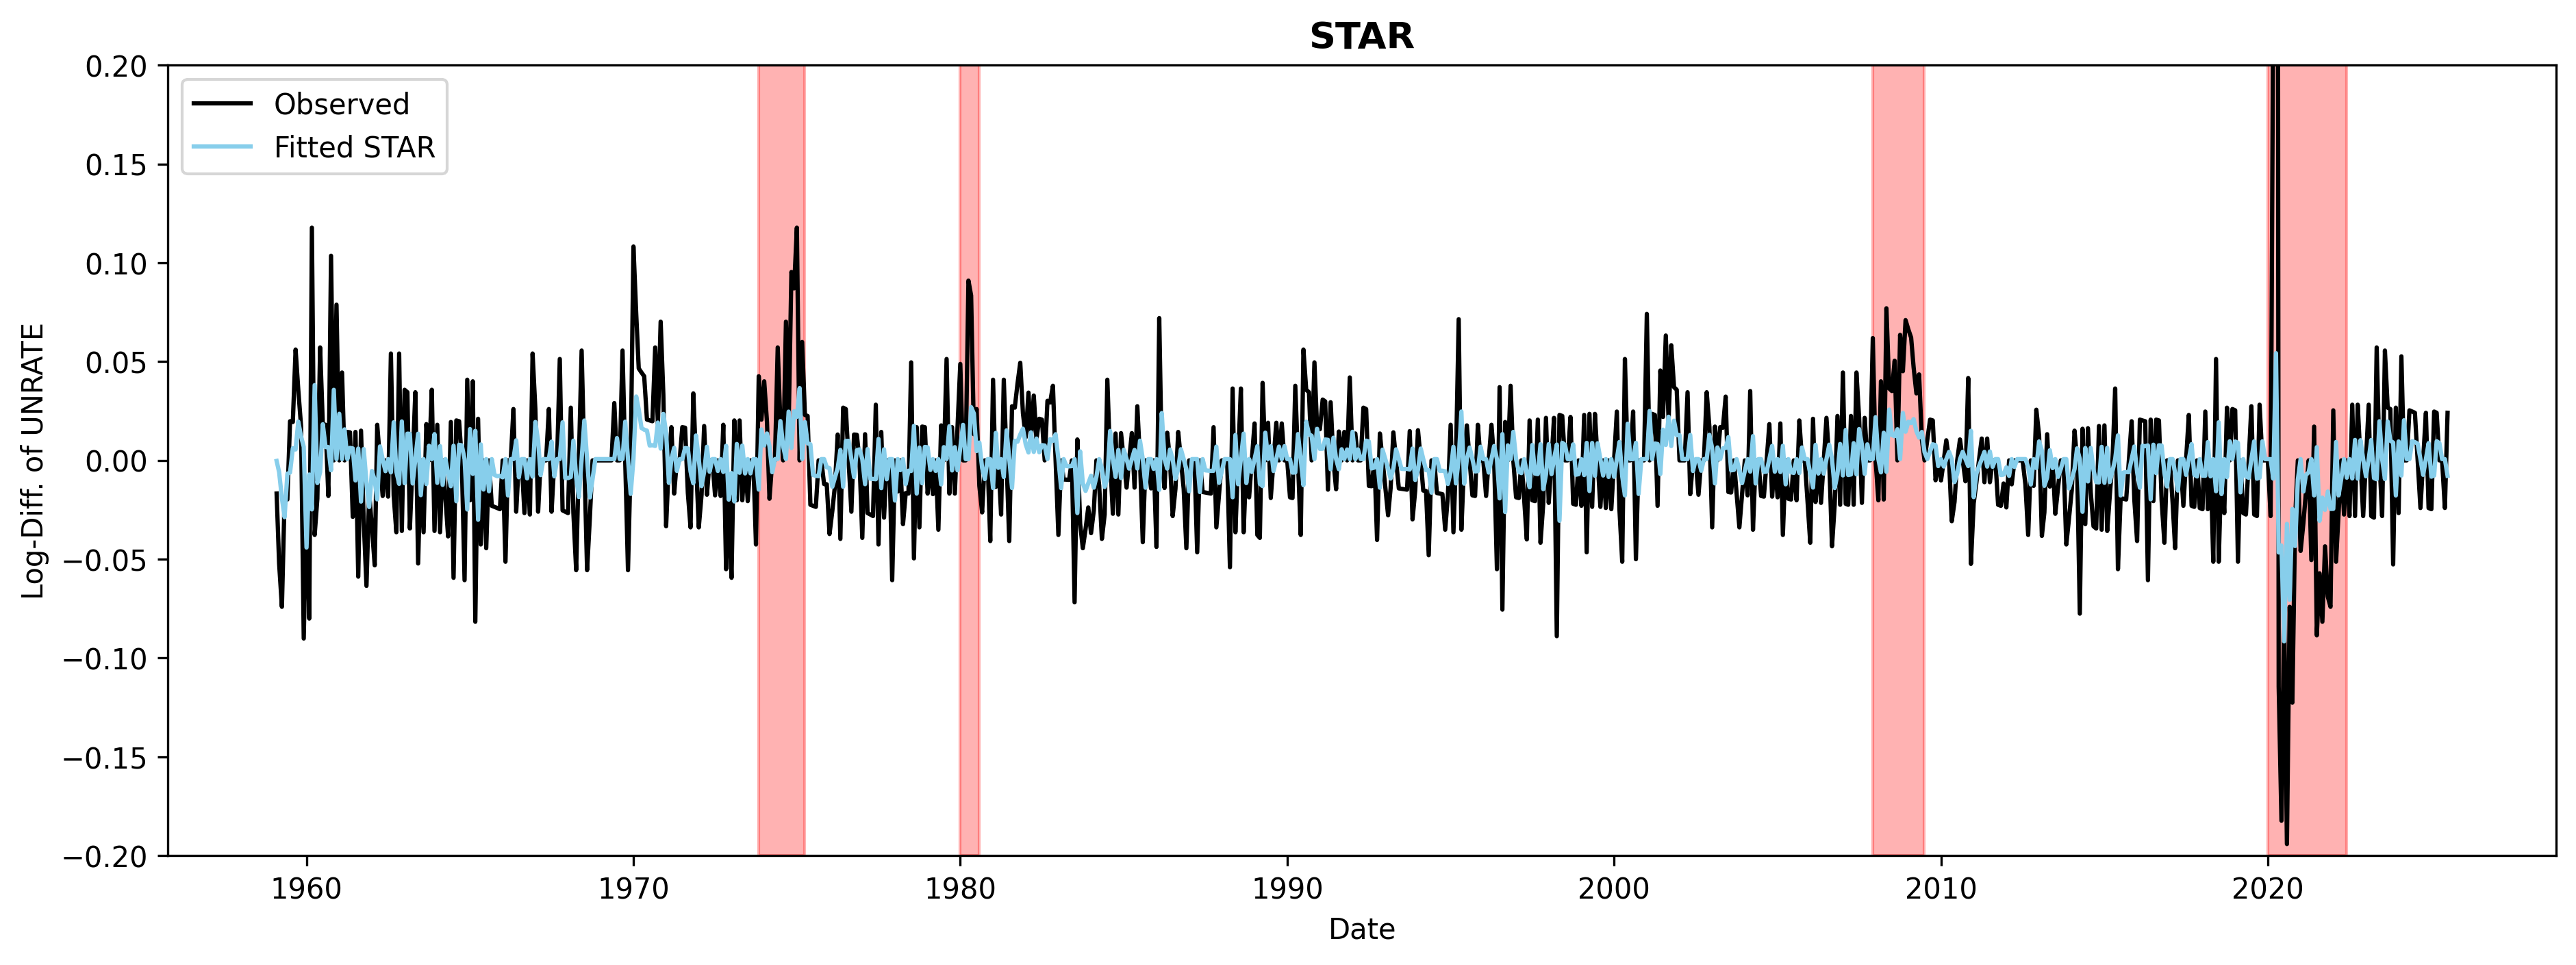 STAR
Observed
Fitted STAR
Log-Diff. of UNRATE
0.20
0.15
0.10
0.05
0.00
−0.05
−0.10
−0.15
−0.20
1960 1970 1980 1990 2000 2010 2020
Date